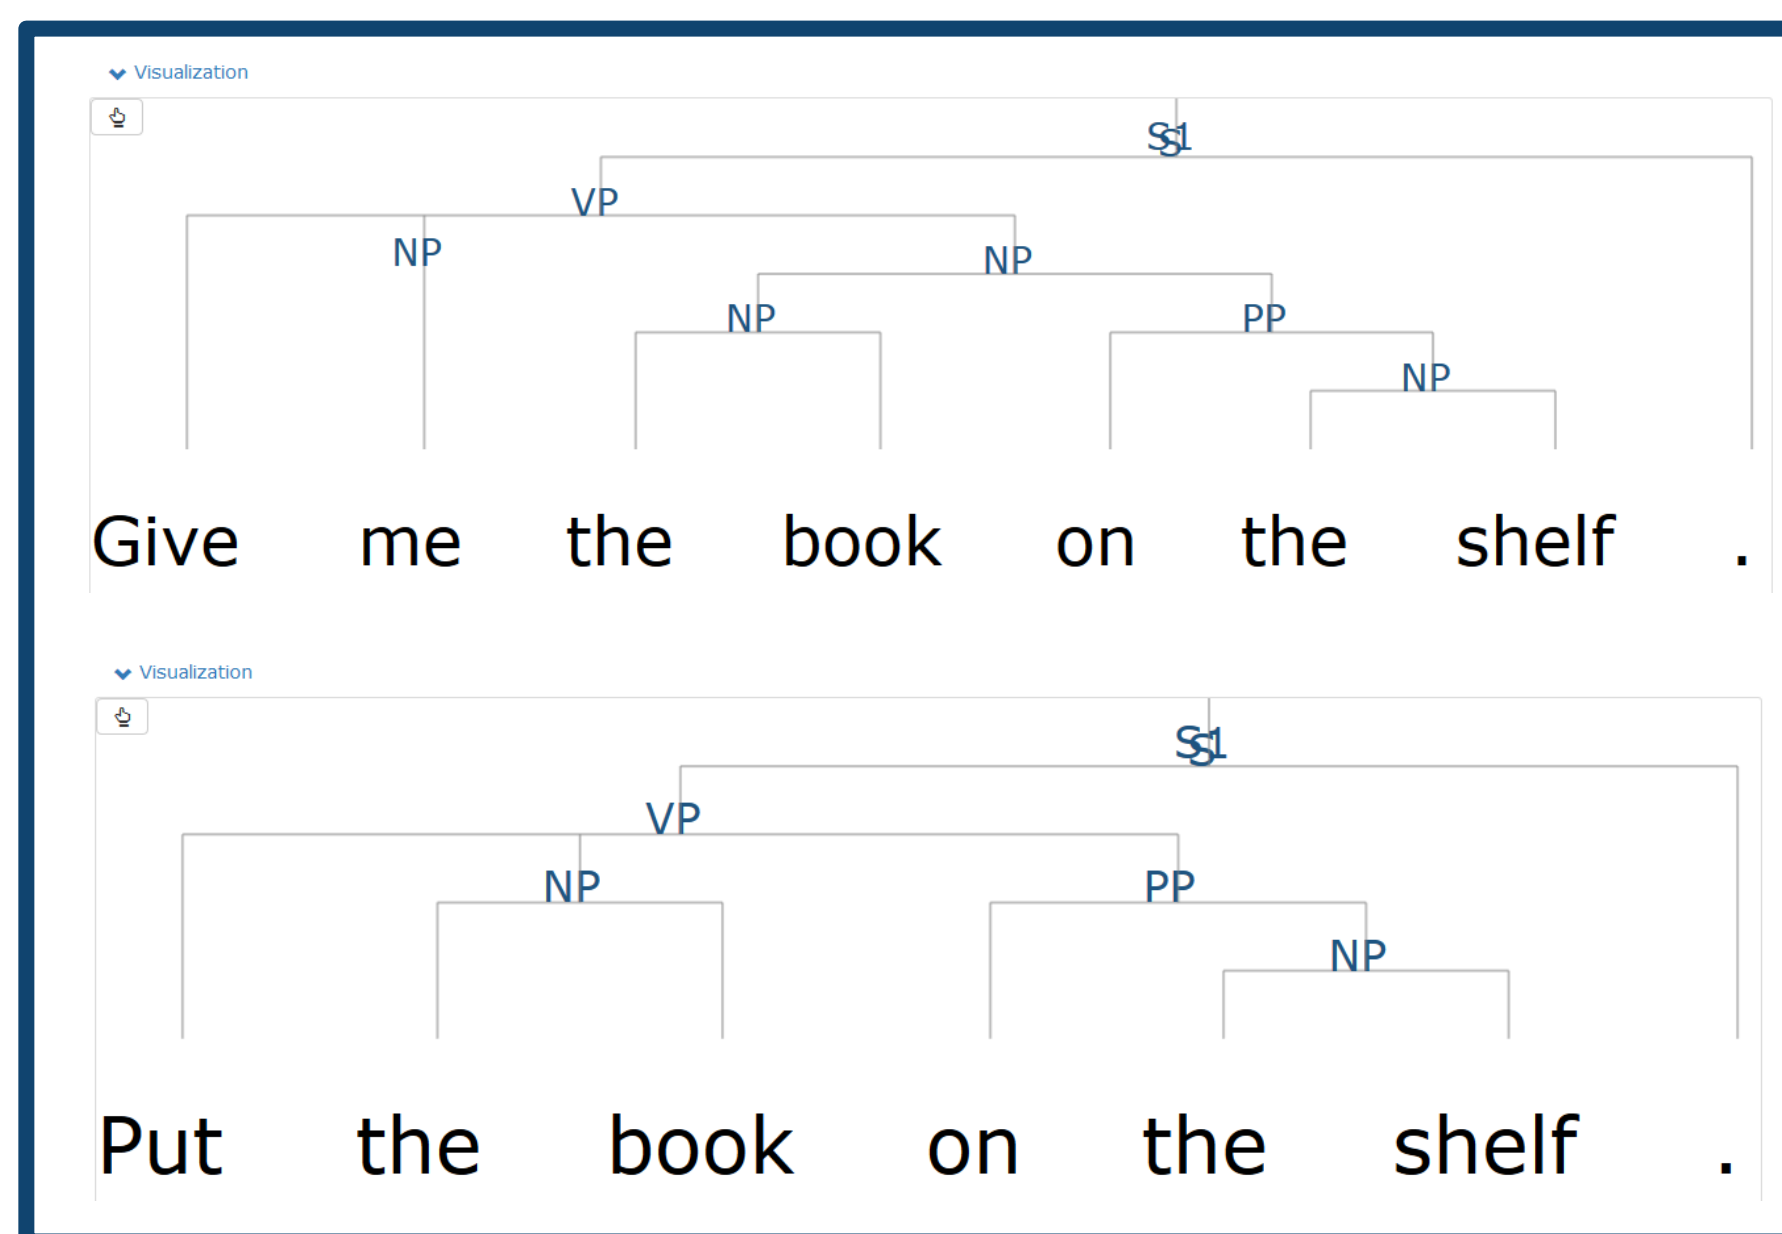 Visualization
S1
S
VP
NP NP
NP PP
NP
Give me the book on the shelf .
Visualization
S1
S
VP
NP PP
NP
Put the book on the shelf .